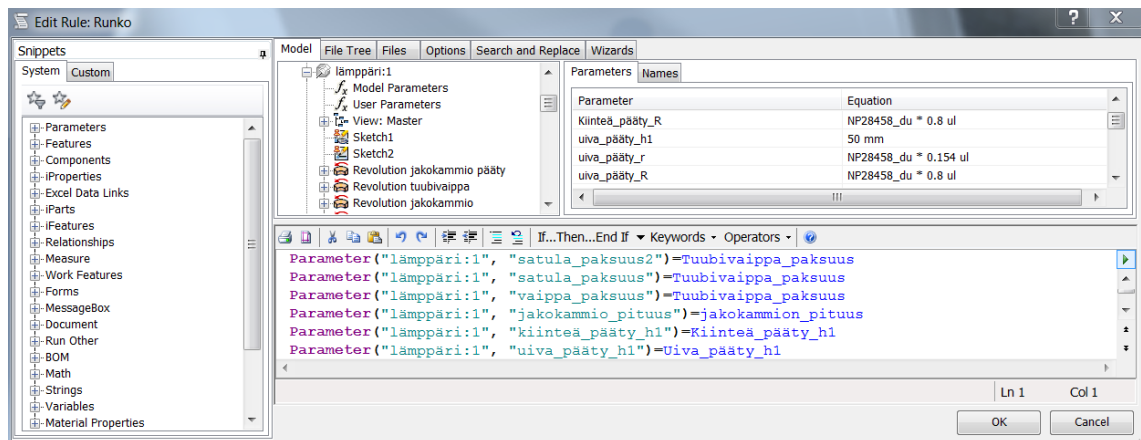 Edit Rule: Runko
Snippets
System Custom
Parameters
Features
Components
iProperties
Excel Data Links
iParts
iFeatures
Relationships
Measure
Work Features
Forms
MessageBox
Document
Run Other
BOM
Math
Strings
Variables
Material Properties
Model File Tree Files Options Search and Replace Wizards
lämppäri:1
fx Model Parameters
fx User Parameters
View: Master
Sketch1
Sketch2
Revolution jakokammio pääty
Revolution tuubivaippa
Revolution jakokammio
Parameters Names
Parameter Equation
Kiinteä_pääty_R NP28458_du * 0.8 ul
uiva_pääty_h1 50 mm
uiva_pääty_r NP28458_du * 0.154 ul
uiva_pääty_R NP28458_du * 0.8 ul
If...Then...End If Keywords Operators
Parameter("lämppäri:1", "satula_paksuus2")=Tuubivaippa_paksuus
Parameter("lämppäri:1", "satula_paksuus")=Tuubivaippa_paksuus
Parameter("lämppäri:1", "vaippa_paksuus")=Tuubivaippa_paksuus
Parameter("lämppäri:1", "jakokammio_pituus")=jakokammion_pituus
Parameter("lämppäri:1", "kiinteä_pääty_h1")=Kiinteä_pääty_h1
Parameter("lämppäri:1", "uiva_pääty_h1")=Uiva_pääty_h1
Ln 1 Col 1
OK Cancel